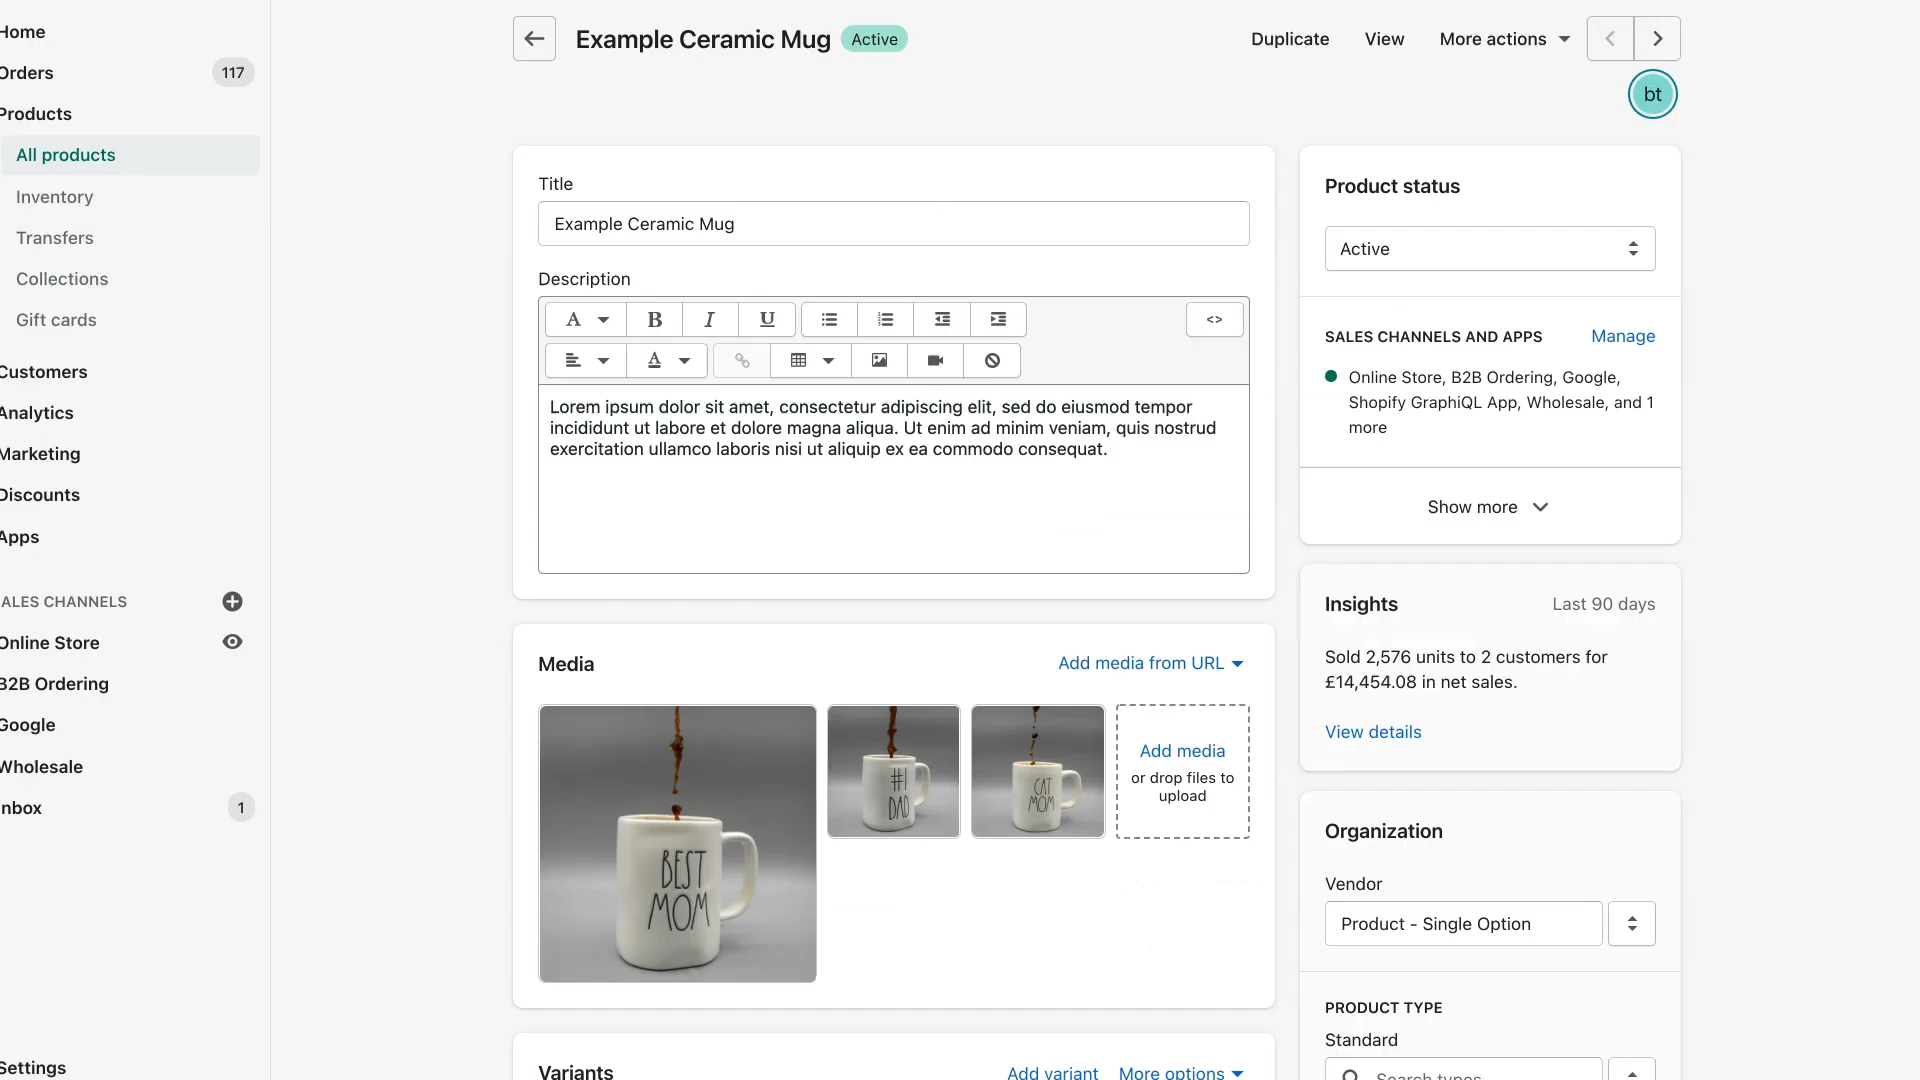 Home
Orders 117
Products
All products
Inventory
Transfers
Collections
Gift cards
Customers
Analytics
Marketing
Discounts
Apps
ALES CHANNELS
Online Store
B2B Ordering
Google
Wholesale
nbox 1
Settings
Example Ceramic Mug Active
Duplicate View More actions
bt
Title
Example Ceramic Mug
Description
A B I U <>
A
Lorem ipsum dolor sit amet, consectetur adipiscing elit, sed do eiusmod tempor
incididunt ut labore et dolore magna aliqua. Ut enim ad minim veniam, quis nostrud
exercitation ullamco laboris nisi ut aliquip ex ea commodo consequat.
Media Add media from URL
BEST
MOM
#1
DAD
CAT
MOM
Add media
or drop files to
upload
Variants Add variant More options
Product status
Active
SALES CHANNELS AND APPS Manage
Online Store, B2B Ordering, Google,
Shopify GraphiQL App, Wholesale, and 1
more
Show more
Insights Last 90 days
Sold 2,576 units to 2 customers for
£14,454.08 in net sales.
View details
Organization
Vendor
Product - Single Option
PRODUCT TYPE
Standard
Search types